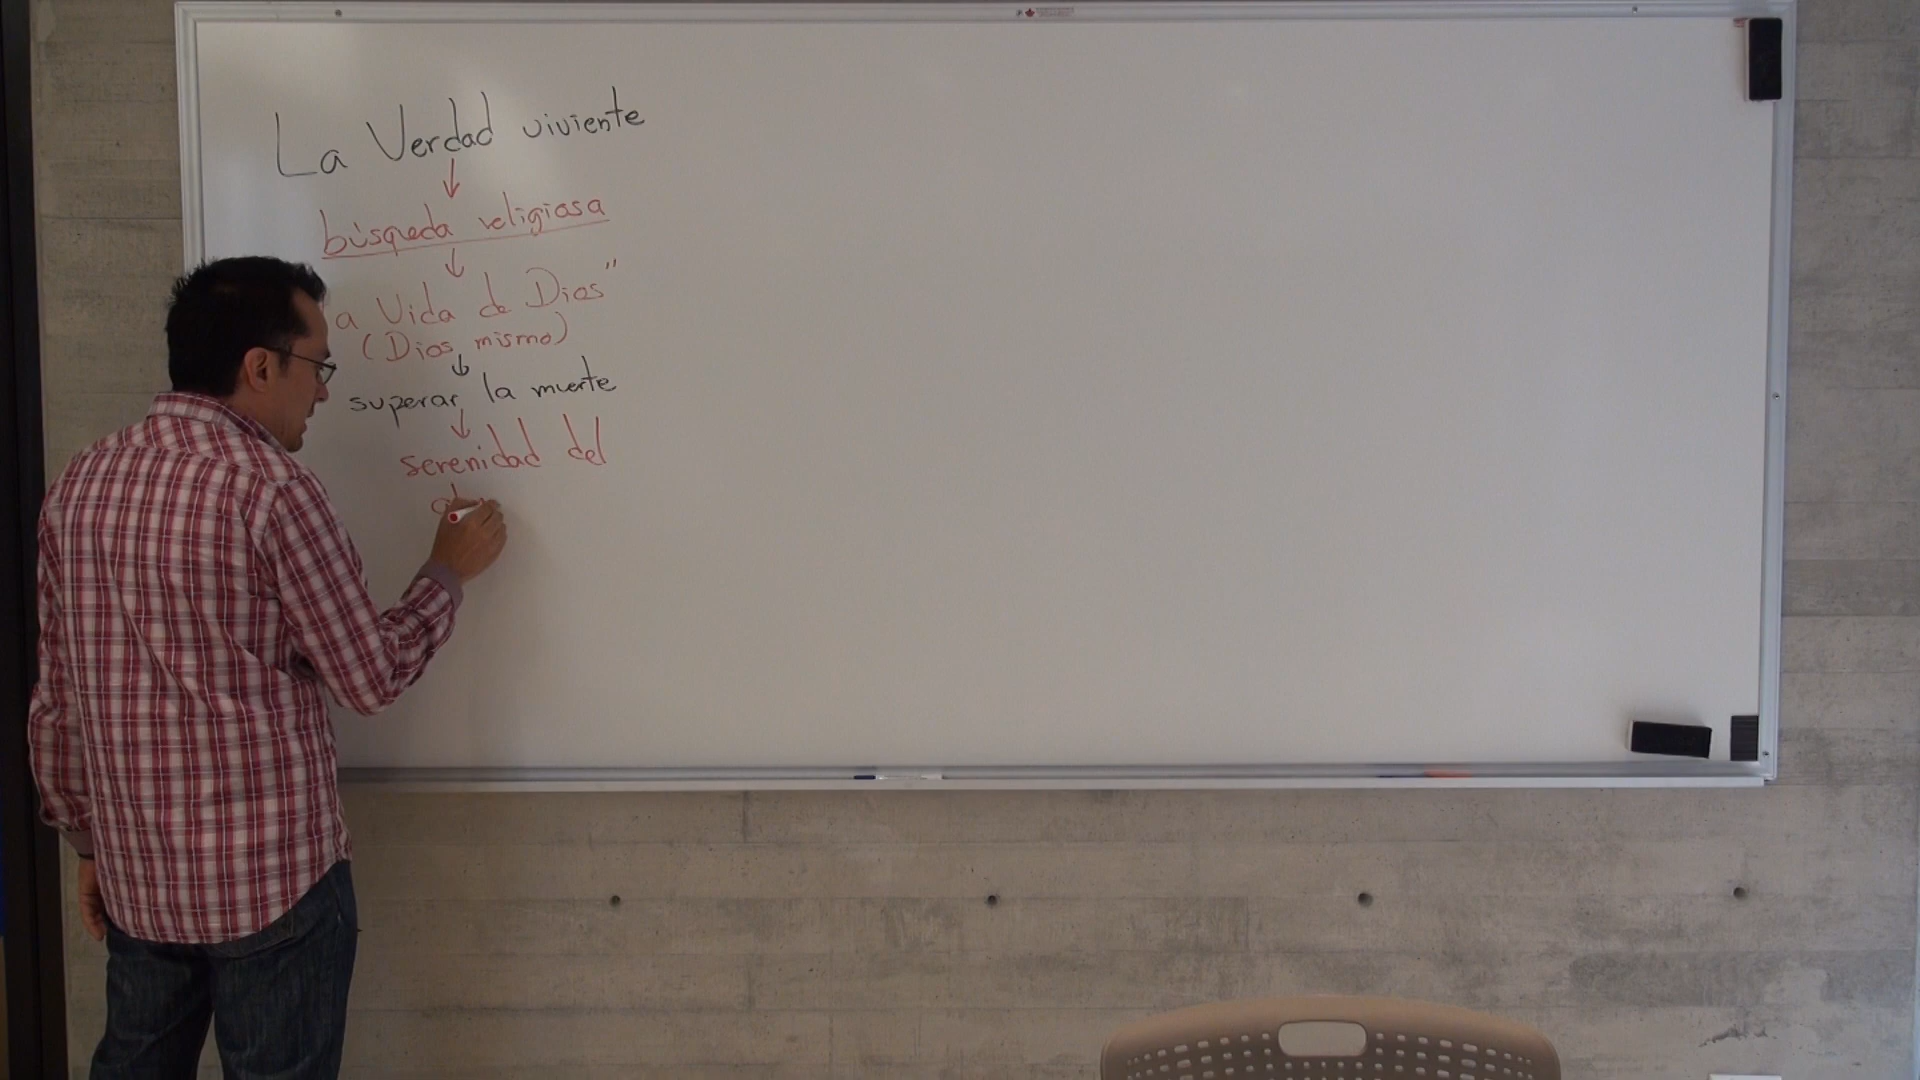 La Verdad viviente
búsqueda religiosa
a Vida de Dios"
(Dios mismo)
superar la muerte
serenidad del